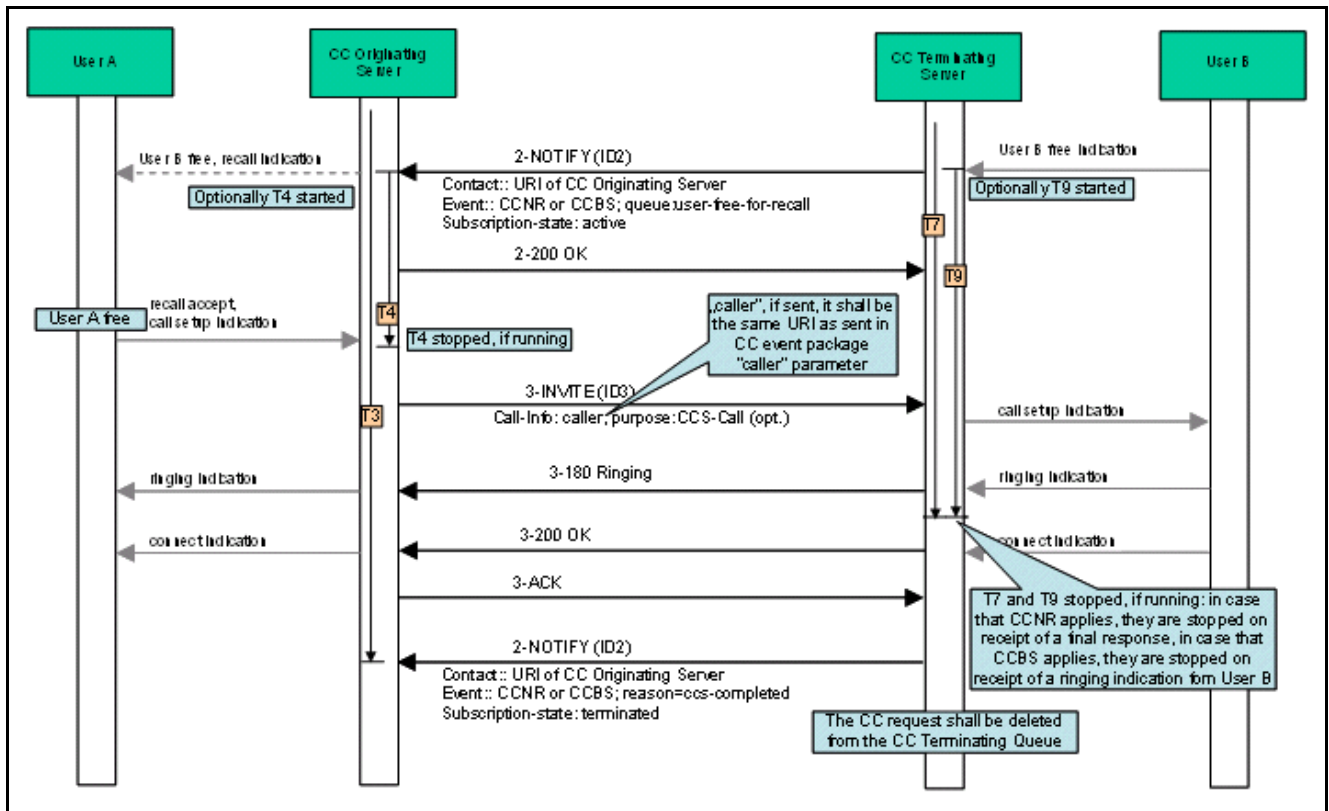 User A
CC Originating
Server
CC Terminating
Server
User B
User B free, recall indication
2-NOTIFY (ID2)
User B free indication
Optionally T4 started
Contact:: URI of CC Originating Server
Event:: CCNR or CCBS; queue:user-free-for-recall
Subscription-state: active
Optionally T9 started
T7
2-200 OK
T9
recall accept,
call setup indication
User A free
T4
T4 stopped, if running
„caller", if sent, it shall be
the same URI as sent in
CC event package
"caller" parameter
3-INVITE (ID3)
T3
Call-Info: caller; purpose:CCS-Call (opt.)
call setup indication
ringing indication
3-180 Ringing
ringing indication
connect indication
3-200 OK
connect indication
3-ACK
T7 and T9 stopped, if running: in case
that CCNR applies, they are stopped on
receipt of a final response, in case that
CCBS applies, they are stopped on
receipt of a ringing indication fom User B
2-NOTIFY (ID2)
Contact:: URI of CC Originating Server
Event:: CCNR or CCBS; reason=ccs-completed
Subscription-state: terminated
The CC request shall be deleted
from the CC Terminating Queue